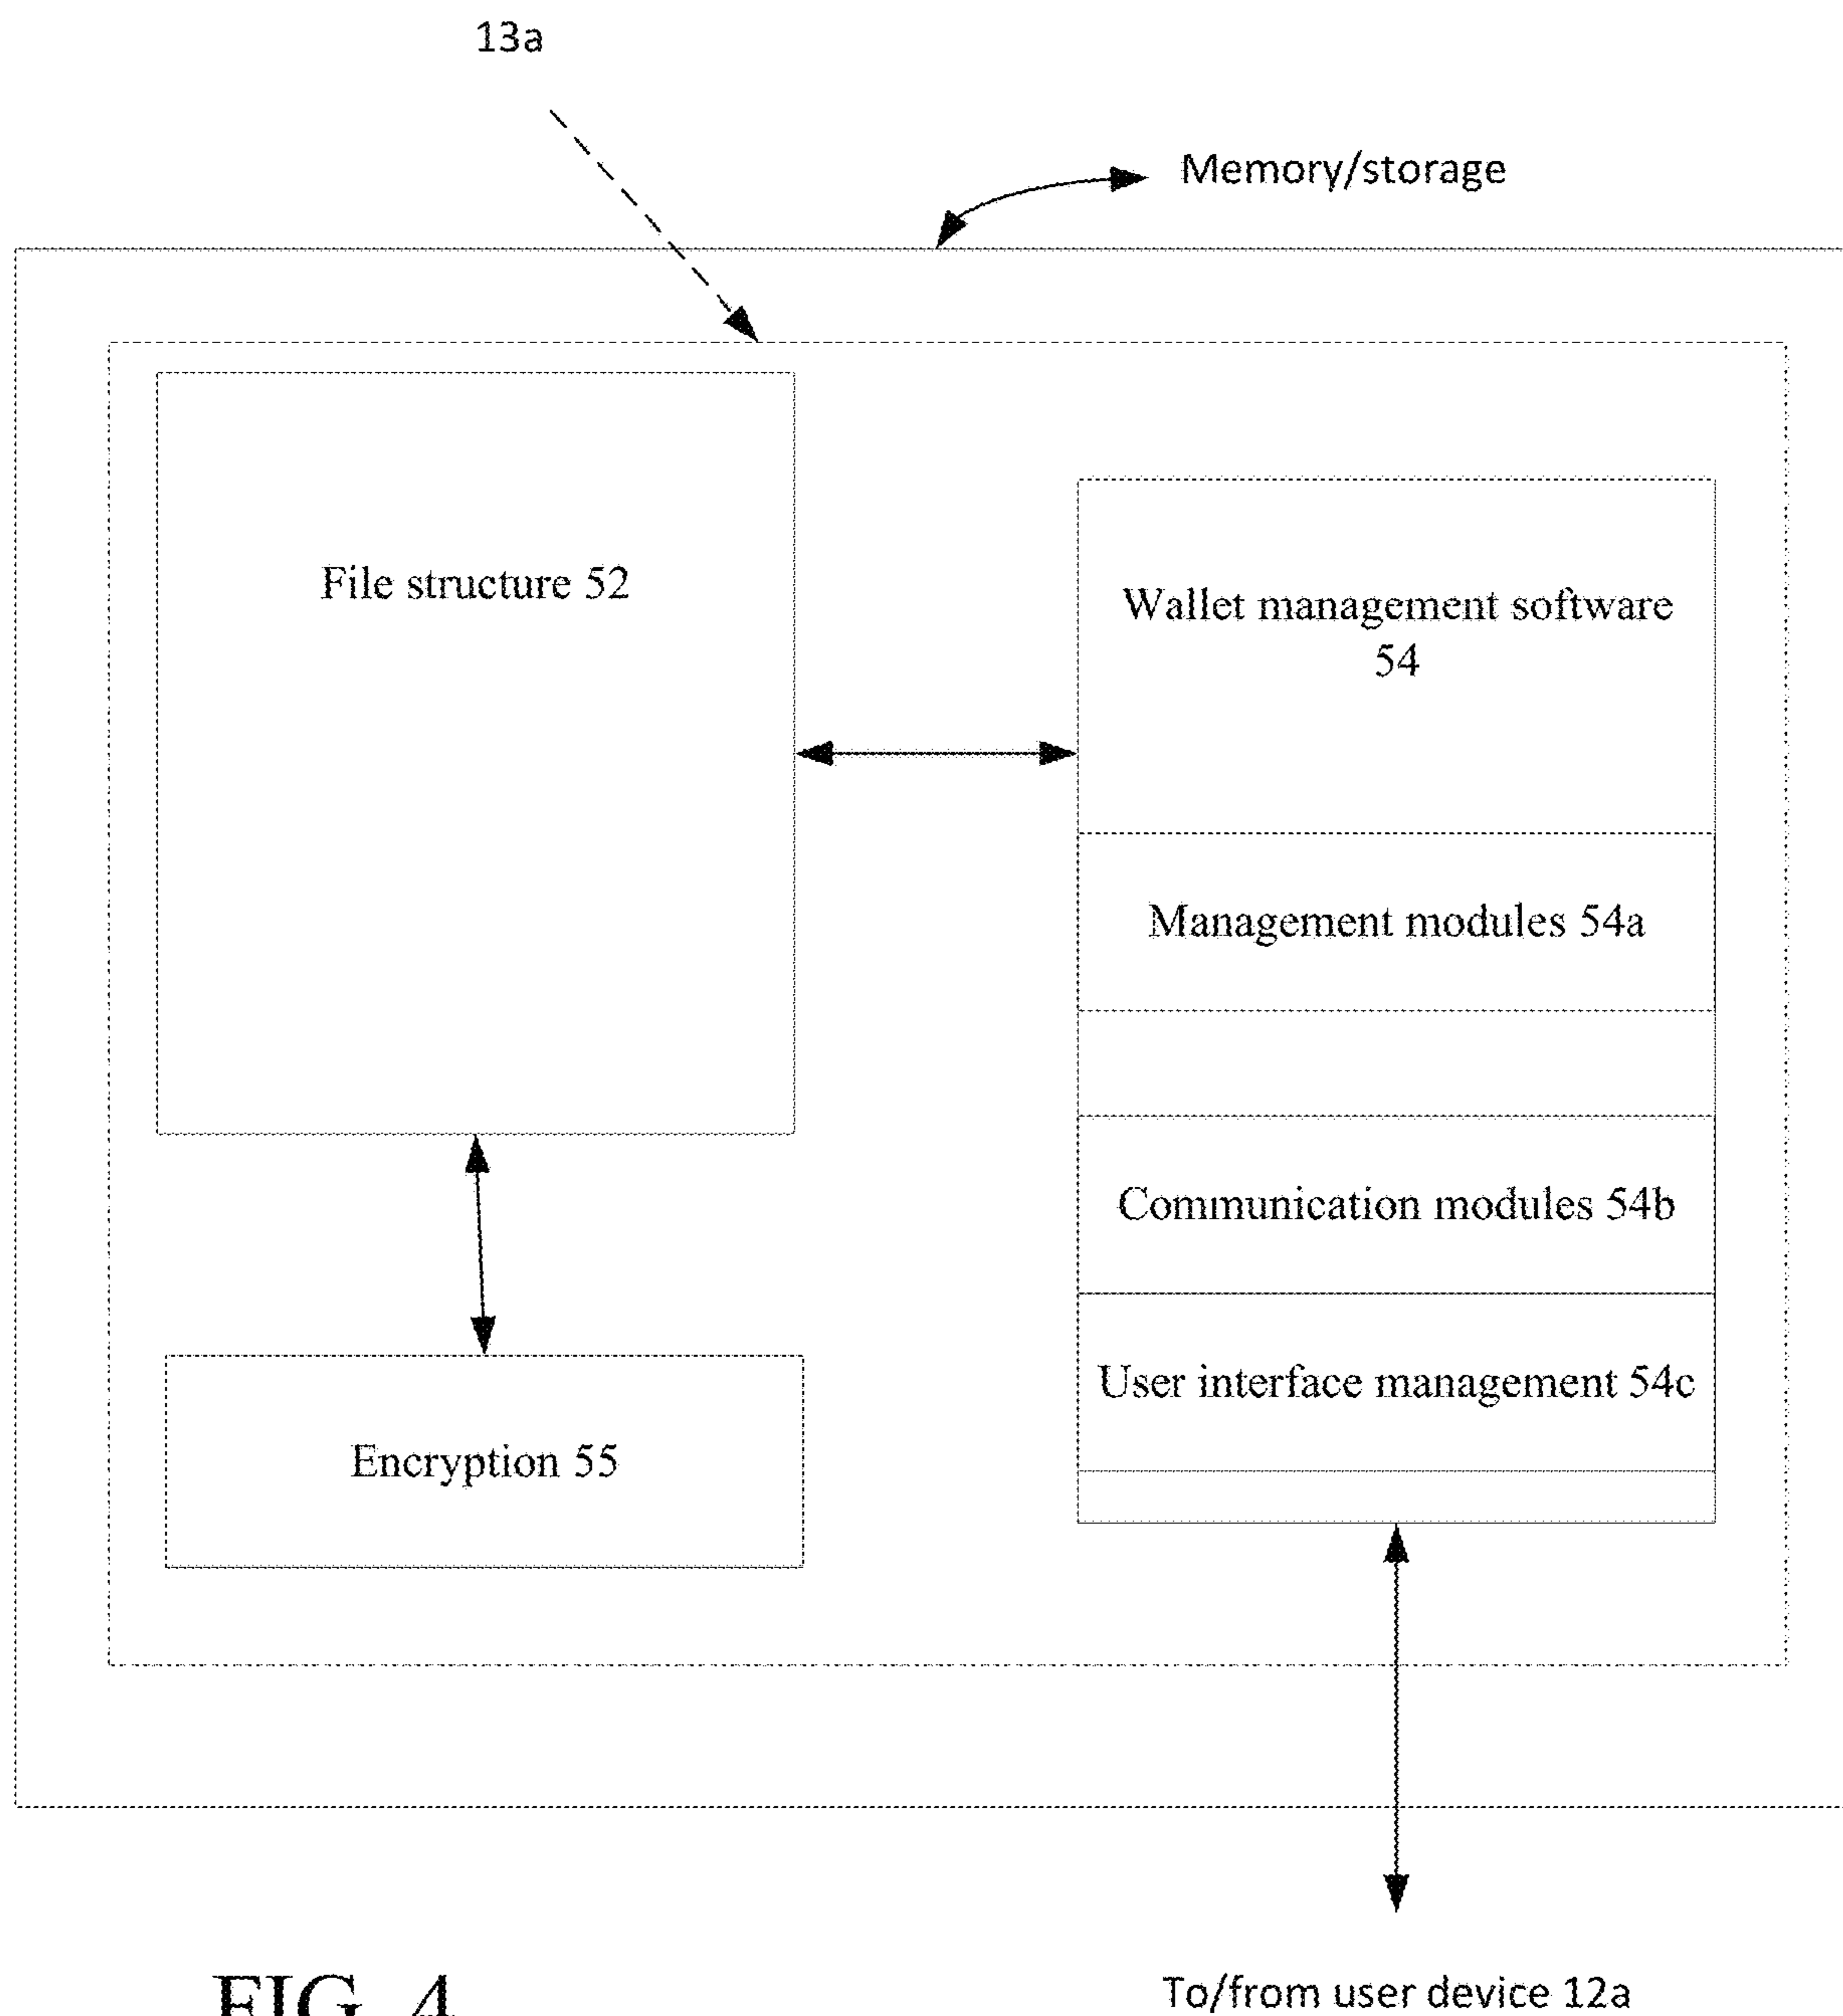 13a
Memory/storage
File structure 52
Wallet management software
54
Management modules 54a
Communication modules 54b
User interface management 54c
Encryption 55
To/from user device 12a
FIG. 4